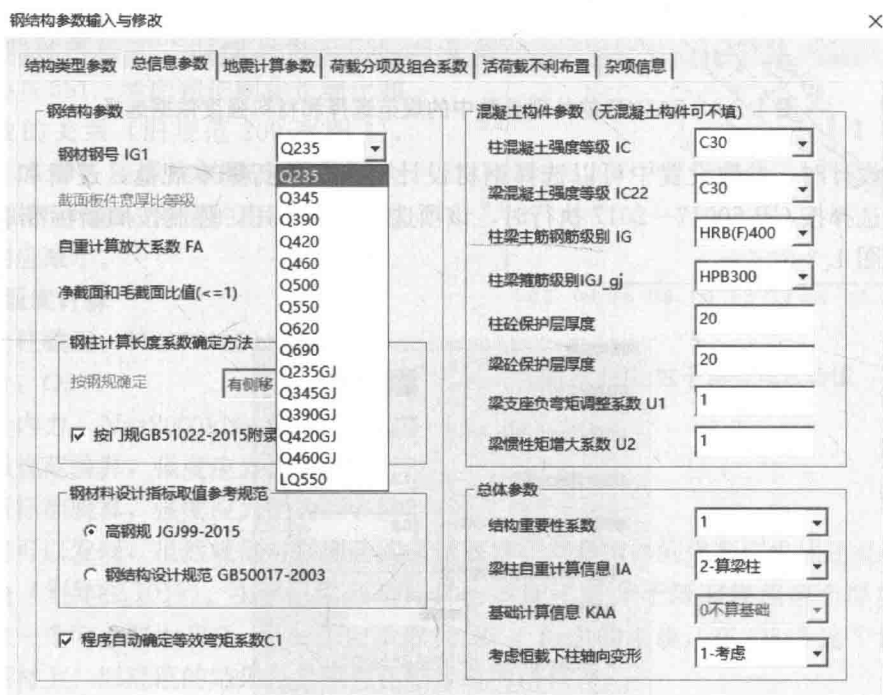 钢结构参数输入与修改
结构类型参数 总信息参数 地震计算参数 荷载分项及组合系数 活荷载不利布置 杂项信息
钢结构参数
钢材钢号 IG1 Q235
Q235
Q345
Q390
Q420
Q460
Q500
Q550
Q620
Q690
Q235GJ
Q345GJ
Q390GJ
Q420GJ
Q460GJ
LQ550
截面板件宽厚比等级
自重计算放大系数 FA
净截面和毛截面比值(<=1)
钢柱计算长度系数确定方法
按钢规确定 有侧移
按门规GB51022-2015附录
钢材料设计指标取值参考规范
高钢规 JGJ99-2015
钢结构设计规范 GB50017-2003
程序自动确定等效弯矩系数C1
混凝土构件参数 (无混凝土构件可不填)
柱混凝土强度等级 IC C30
梁混凝土强度等级 IC22 C30
柱梁主筋钢筋级别 IG HRB(F)400
柱梁箍筋级别IGJ_gj HPB300
柱砼保护层厚度 20
梁砼保护层厚度 20
梁支座负弯矩调整系数 U1 1
梁惯性矩增大系数 U2 1
总体参数
结构重要性系数 1
梁柱自重计算信息 IA 2-算梁柱
基础计算信息 KAA 0不算基础
考虑恒载下柱轴向变形 1-考虑